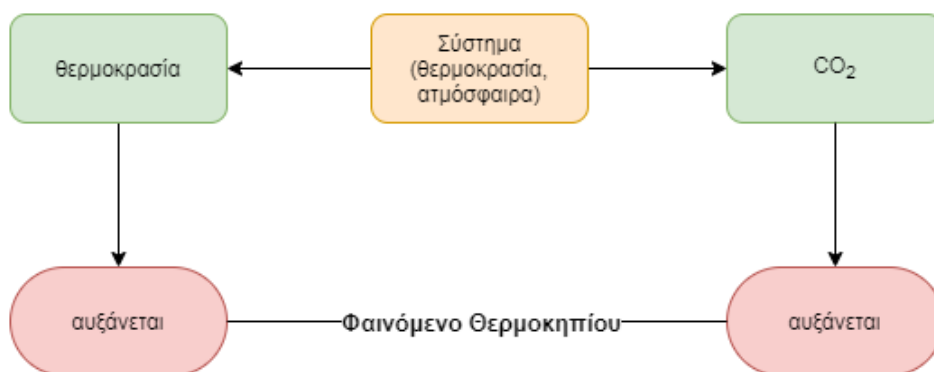 θερμοκρασία
Σύστημα
(θερμοκρασία,
ατμόσφαιρα)
CO₂
αυξάνεται
Φαινόμενο Θερμοκηπίου
αυξάνεται